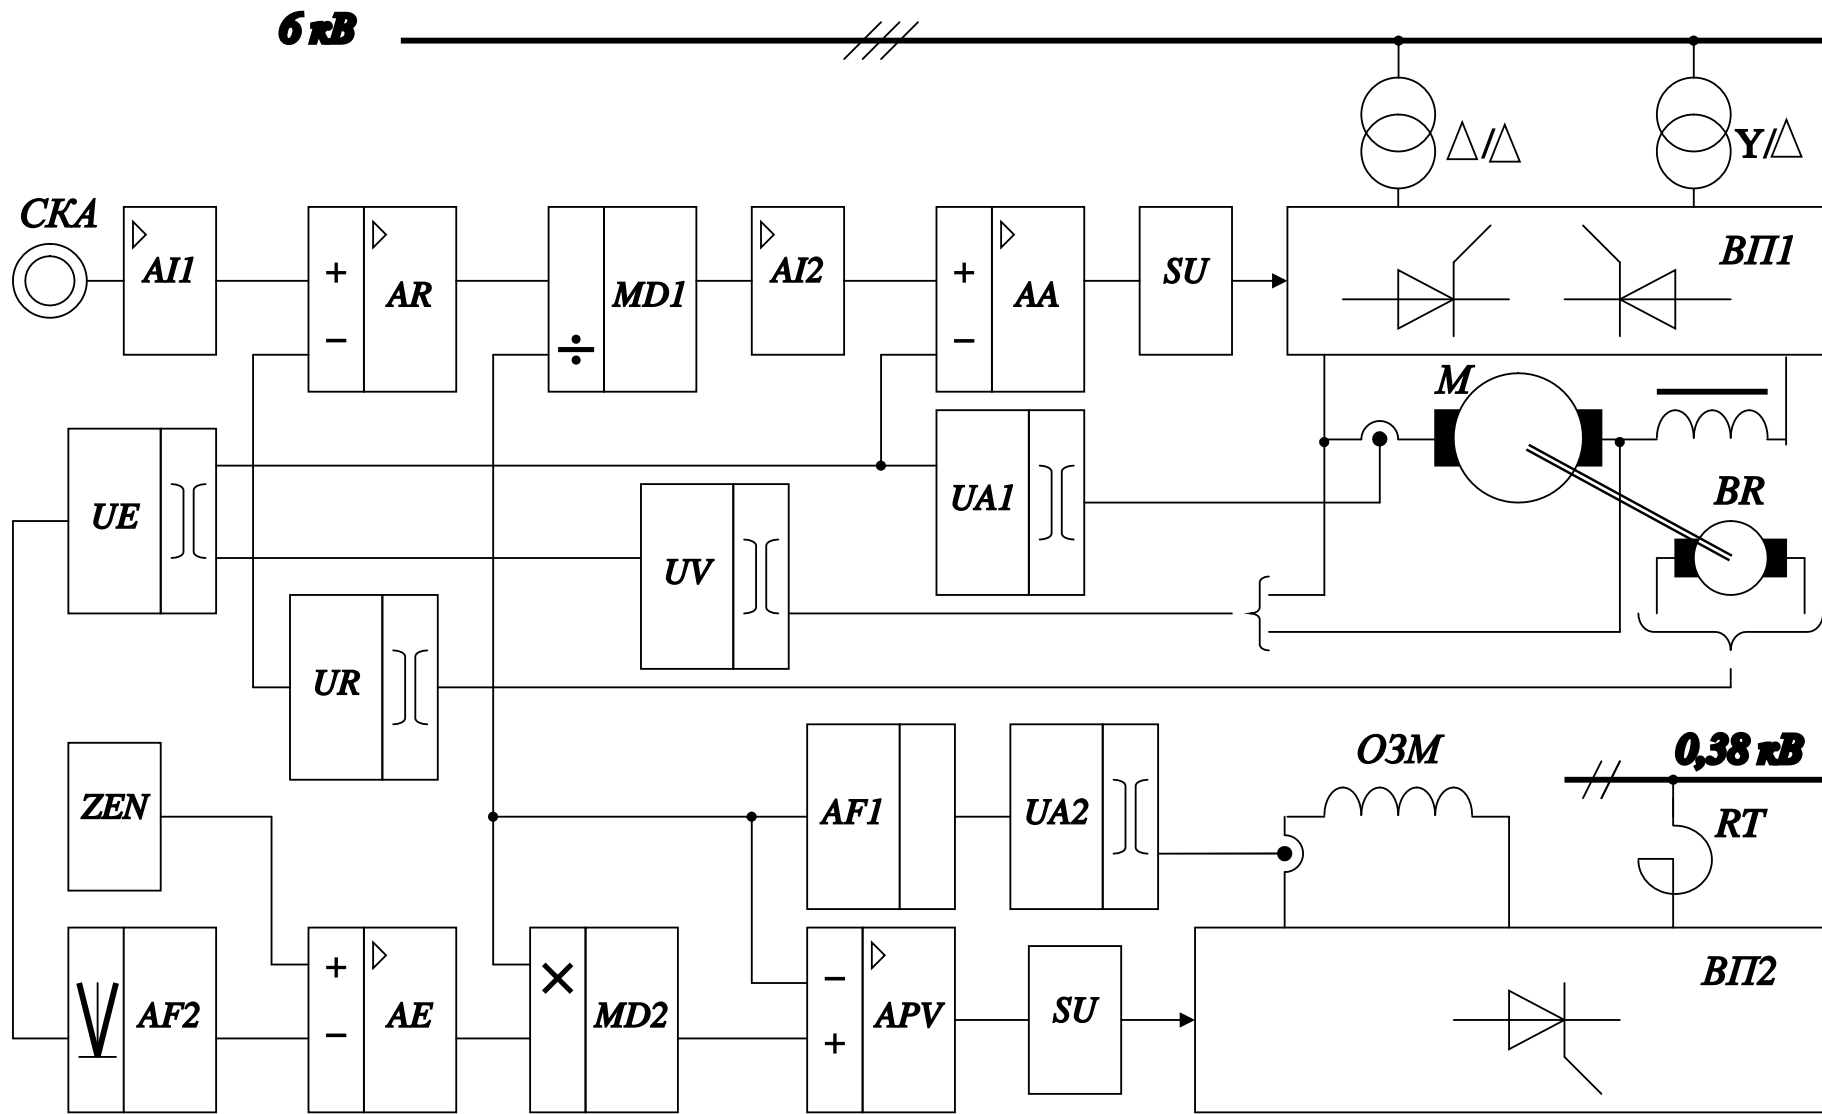 6 кВ
Δ/Δ
Y/Δ
СКА
AI1
+
−
AR
÷
MD1
AI2
+
−
AA
SU
ВП1
M
UE
UA1
BR
UV
UR
ZEN
AF1
UA2
ОЗМ
0,38 кВ
RT
AF2
+
−
AE
×
MD2
−
+
APV
SU
ВП2